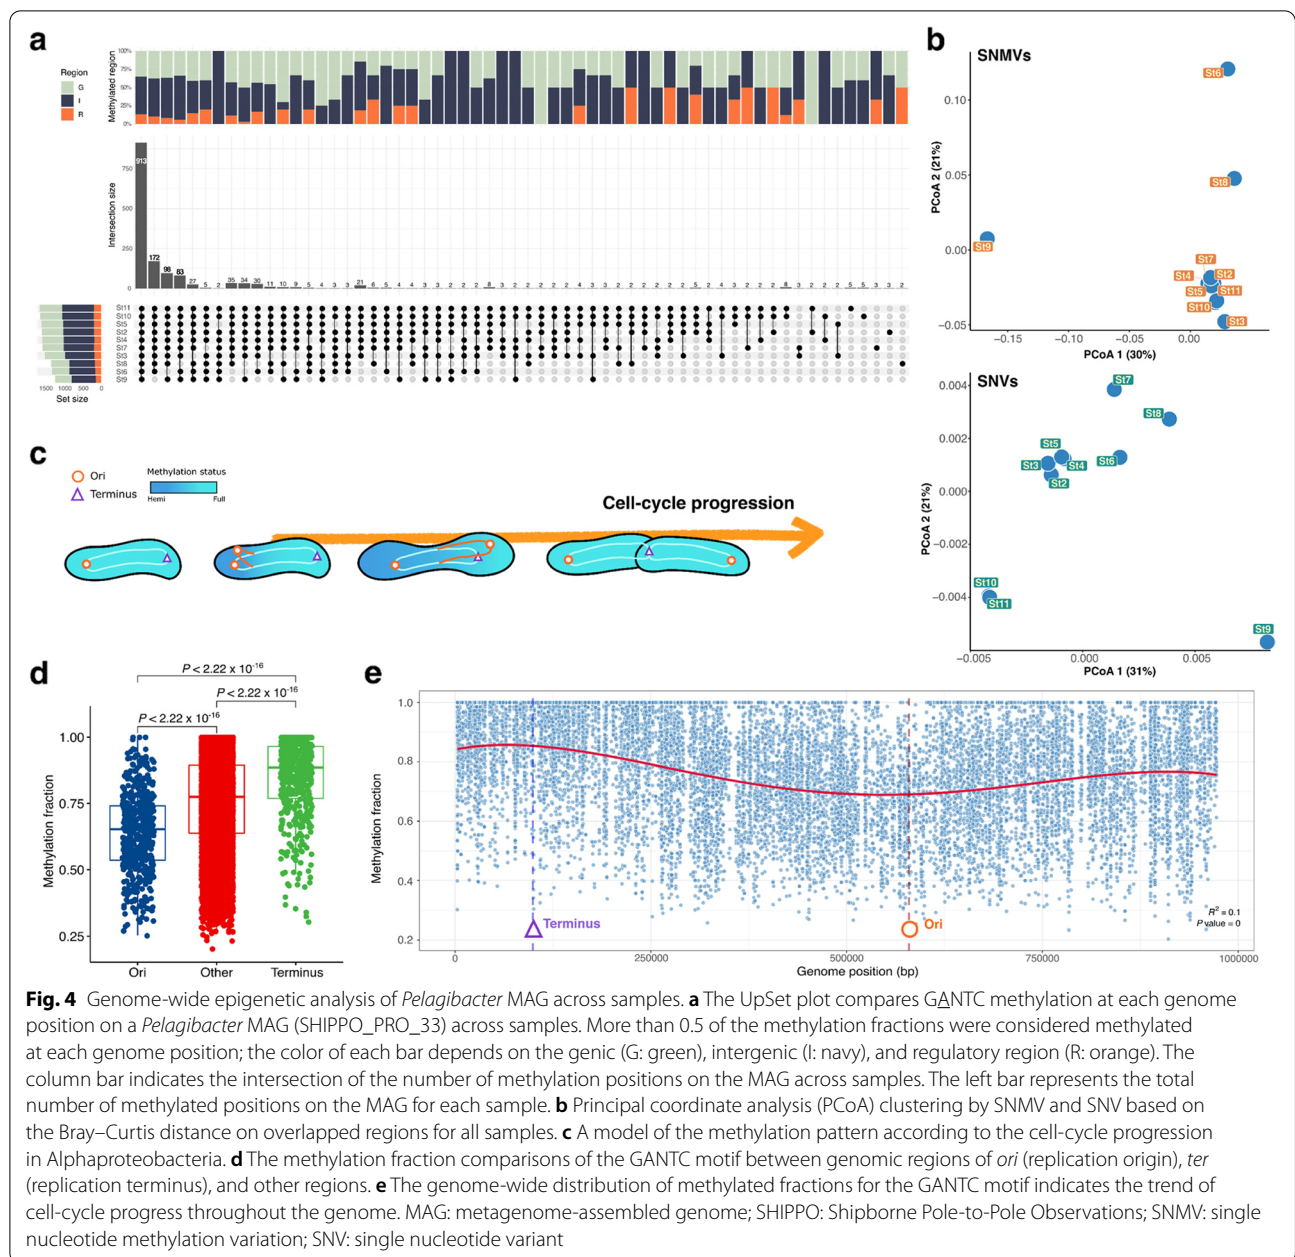 a
Region
G
I
R
Methylated region
100%
75%
50%
25%
0%
Intersection size
750
500
250
0
913
172
98
83
27
5
2
35
34
30
11
10
9
5
4
3
2
21
St11
St10
St5
St2
St4
St7
St3
St8
St6
St9
1500 1000 500 0
Set size
b
SNMVs
PCoA 2 (21%)
0.10
0.05
0.00
−0.05
St6
St8
St9
St7
St4
St2
St5
St11
St10
St3
−0.15 −0.10 −0.05 0.00
PCoA 1 (30%)
SNVs
PCoA 2 (21%)
0.004
0.002
0.000
−0.002
−0.004
St7
St8
St5
St3
St4
St6
St2
St10
St11
St9
−0.005 0.000 0.005
PCoA 1 (31%)
c
Ori
Terminus
Methylation status
Hemi Full
Cell-cycle progression
d
P < 2.22 x 10-16
P < 2.22 x 10-16
P < 2.22 x 10-16
Methylation fraction
1.00
0.75
0.50
0.25
Ori Other Terminus
e
Methylation fraction
1.0
0.8
0.6
0.4
0.2
Terminus
Ori
R2 = 0.1
P value = 0
0 250000 500000 750000 1000000
Genome position (bp)
Fig. 4 Genome-wide epigenetic analysis of Pelagibacter MAG across samples. a The UpSet plot compares GANTC methylation at each genome
position on a Pelagibacter MAG (SHIPPO_PRO_33) across samples. More than 0.5 of the methylation fractions were considered methylated
at each genome position; the color of each bar depends on the genic (G: green), intergenic (I: navy), and regulatory region (R: orange). The
column bar indicates the intersection of the number of methylation positions on the MAG across samples. The left bar represents the total
number of methylated positions on the MAG for each sample. b Principal coordinate analysis (PCoA) clustering by SNMV and SNV based on
the Bray–Curtis distance on overlapped regions for all samples. c A model of the methylation pattern according to the cell-cycle progression
in Alphaproteobacteria. d The methylation fraction comparisons of the GANTC motif between genomic regions of ori (replication origin), ter
(replication terminus), and other regions. e The genome-wide distribution of methylated fractions for the GANTC motif indicates the trend of
cell-cycle progress throughout the genome. MAG: metagenome-assembled genome; SHIPPO: Shipborne Pole-to-Pole Observations; SNMV: single
nucleotide methylation variation; SNV: single nucleotide variant